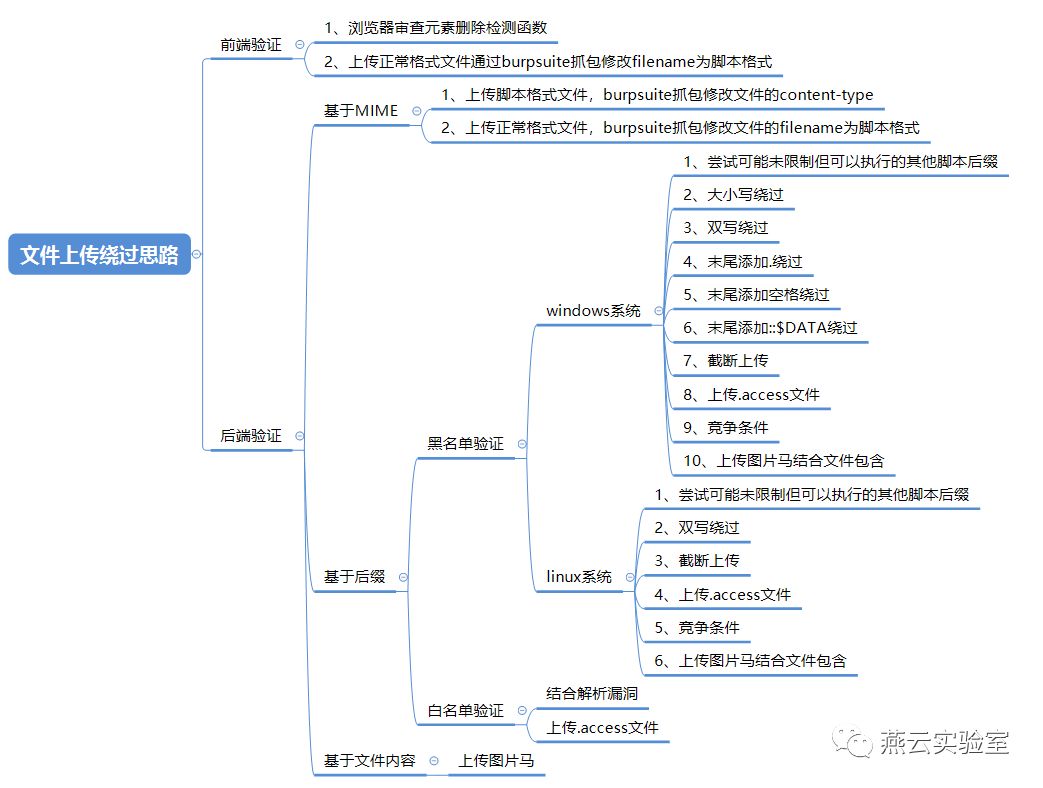 文件上传绕过思路
前端验证
1、浏览器审查元素删除检测函数
2、上传正常格式文件通过burpsuite抓包修改filename为脚本格式
后端验证
基于MIME
1、上传脚本格式文件，burpsuite抓包修改文件的content-type
2、上传正常格式文件，burpsuite抓包修改文件的filename为脚本格式
基于后缀
黑名单验证
windows系统
1、尝试可能未限制但可以执行的其他脚本后缀
2、大小写绕过
3、双写绕过
4、末尾添加.绕过
5、末尾添加空格绕过
6、末尾添加::$DATA绕过
7、截断上传
8、上传.access文件
9、竞争条件
10、上传图片马结合文件包含
linux系统
1、尝试可能未限制但可以执行的其他脚本后缀
2、双写绕过
3、截断上传
4、上传.access文件
5、竞争条件
6、上传图片马结合文件包含
白名单验证
结合解析漏洞
上传.access文件
基于文件内容
上传图片马
燕云实验室